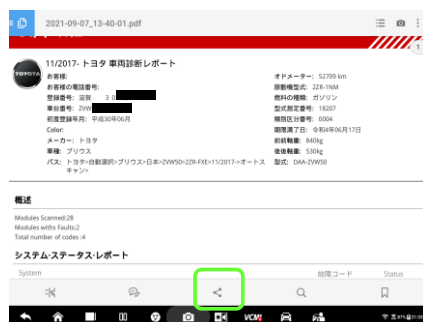 2021-09-07_13-40-01.pdf
1
TOYOTA
11/2017- トヨタ 車両診断レポート
お客様:
お客様の電話番号:
登録番号: 滋賀 3 0
車台番号: ZVW
初度登録年月: 平成30年06月
Color:
メーカー: トヨタ
車種: プリウス
パス: トヨタ>自動選択>プリウス>日本>ZVW50>2ZR-FXE>11/2017->オートス
キャン>
オドメーター: 52709 km
原動機型式: 2ZR-1NM
燃料の種類: ガソリン
型式指定番号: 18207
類別区分番号: 0004
期限満了日: 令和4年06月17日
前前軸重: 840kg
後後軸重: 530kg
型式: DAA-ZVW50
概述
Modules Scanned:28
Modules withs Faylts:2
Total number of codes :4
システム·ステータス·レポート
System 故障コード Status
VCMI